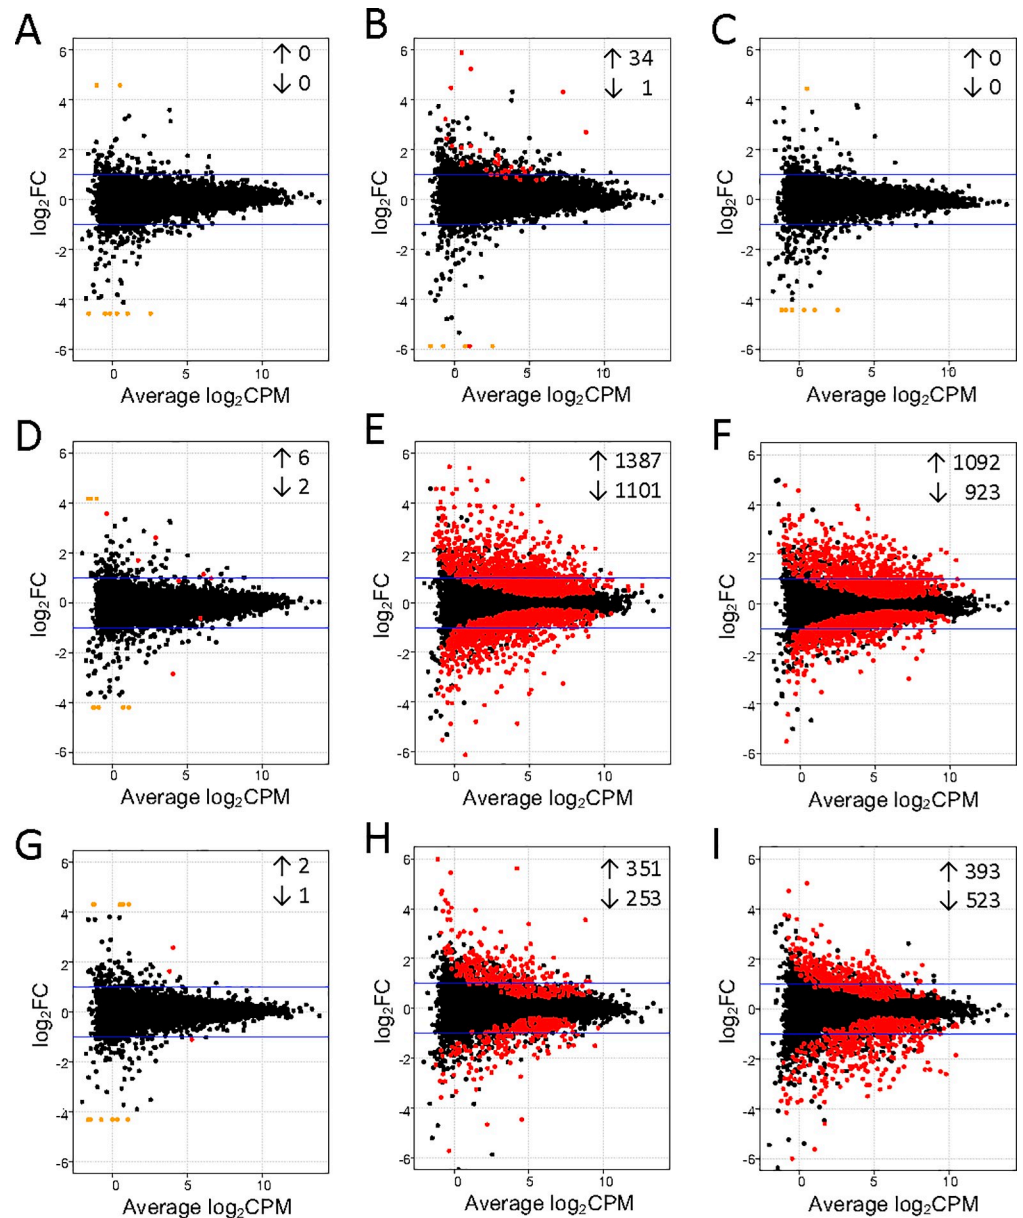 A
↑ 0
↓ 0
6
4
2
0
-2
-4
-6
log2FC
0 5 10
Average log2CPM
B
↑ 34
↓ 1
6
4
2
0
-2
-4
-6
0 5 10
Average log2CPM
C
↑ 0
↓ 0
6
4
2
0
-2
-4
-6
log2FC
0 5 10
Average log2CPM
D
↑ 6
↓ 2
6
4
2
0
-2
-4
-6
log2FC
0 5 10
Average log2CPM
E
↑ 1387
↓ 1101
6
4
2
0
-2
-4
-6
log2FC
0 5 10
Average log2CPM
F
↑ 1092
↓ 923
6
4
2
0
-2
-4
-6
log2FC
0 5 10
Average log2CPM
G
↑ 2
↓ 1
6
4
2
0
-2
-4
-6
log2FC
0 5 10
Average log2CPM
H
↑ 351
↓ 253
6
4
2
0
-2
-4
-6
log2FC
0 5 10
Average log2CPM
I
↑ 393
↓ 523
6
4
2
0
-2
-4
-6
log2FC
0 5 10
Average log2CPM